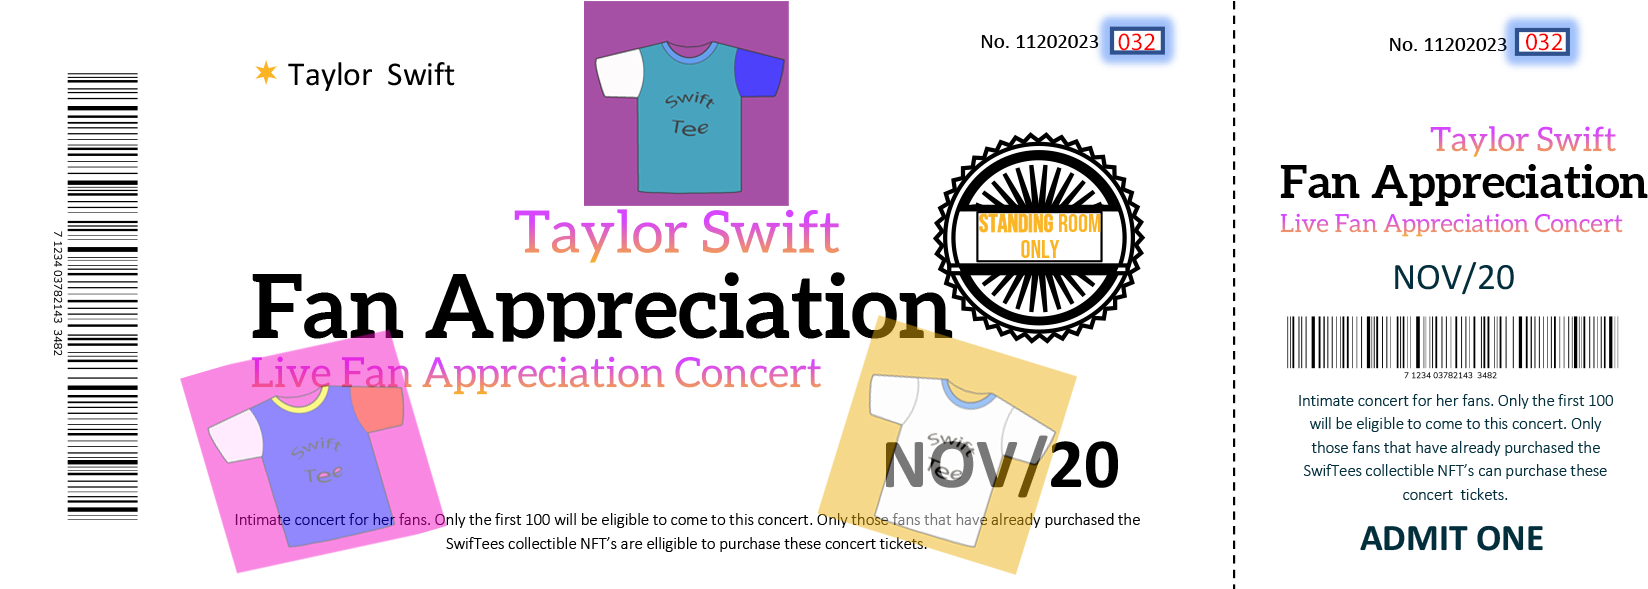 Taylor  Swift
No. 11202023 032
Swift
Tee
Taylor Swift
Fan Appreciation
Live Fan Appreciation Concert
STANDING ROOM
ONLY
Swift
Tee
Swift
Tee
NOV/20
Intimate concert for her fans. Only the first 100 will be eligible to come to this concert. Only those fans that have already purchased the
SwifTees collectible NFT’s are elligible to purchase these concert tickets.
7 1234 03782143  3482
No. 11202023 032
Taylor Swift
Fan Appreciation
Live Fan Appreciation Concert
NOV/20
7 1234 03782143  3482
Intimate concert for her fans. Only the first 100
will be eligible to come to this concert. Only
those fans that have already purchased the
SwifTees collectible NFT’s can purchase these
concert  tickets.
ADMIT ONE